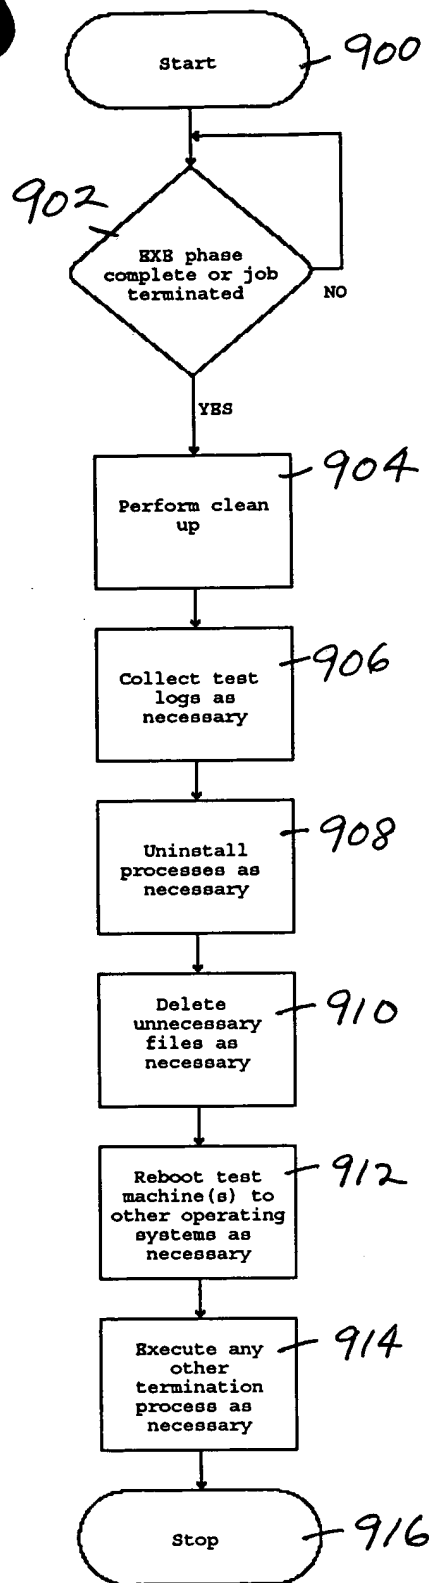 Start
900
902
EXE phase
complete or job
terminated
NO
YES
904
Perform clean
up
906
Collect test
logs as
necessary
908
Uninstall
processes as
necessary
910
Delete
unnecessary
files as
necessary
912
Reboot test
machine(s) to
other operating
systems as
necessary
914
Execute any
other
termination
process as
necessary
Stop
916